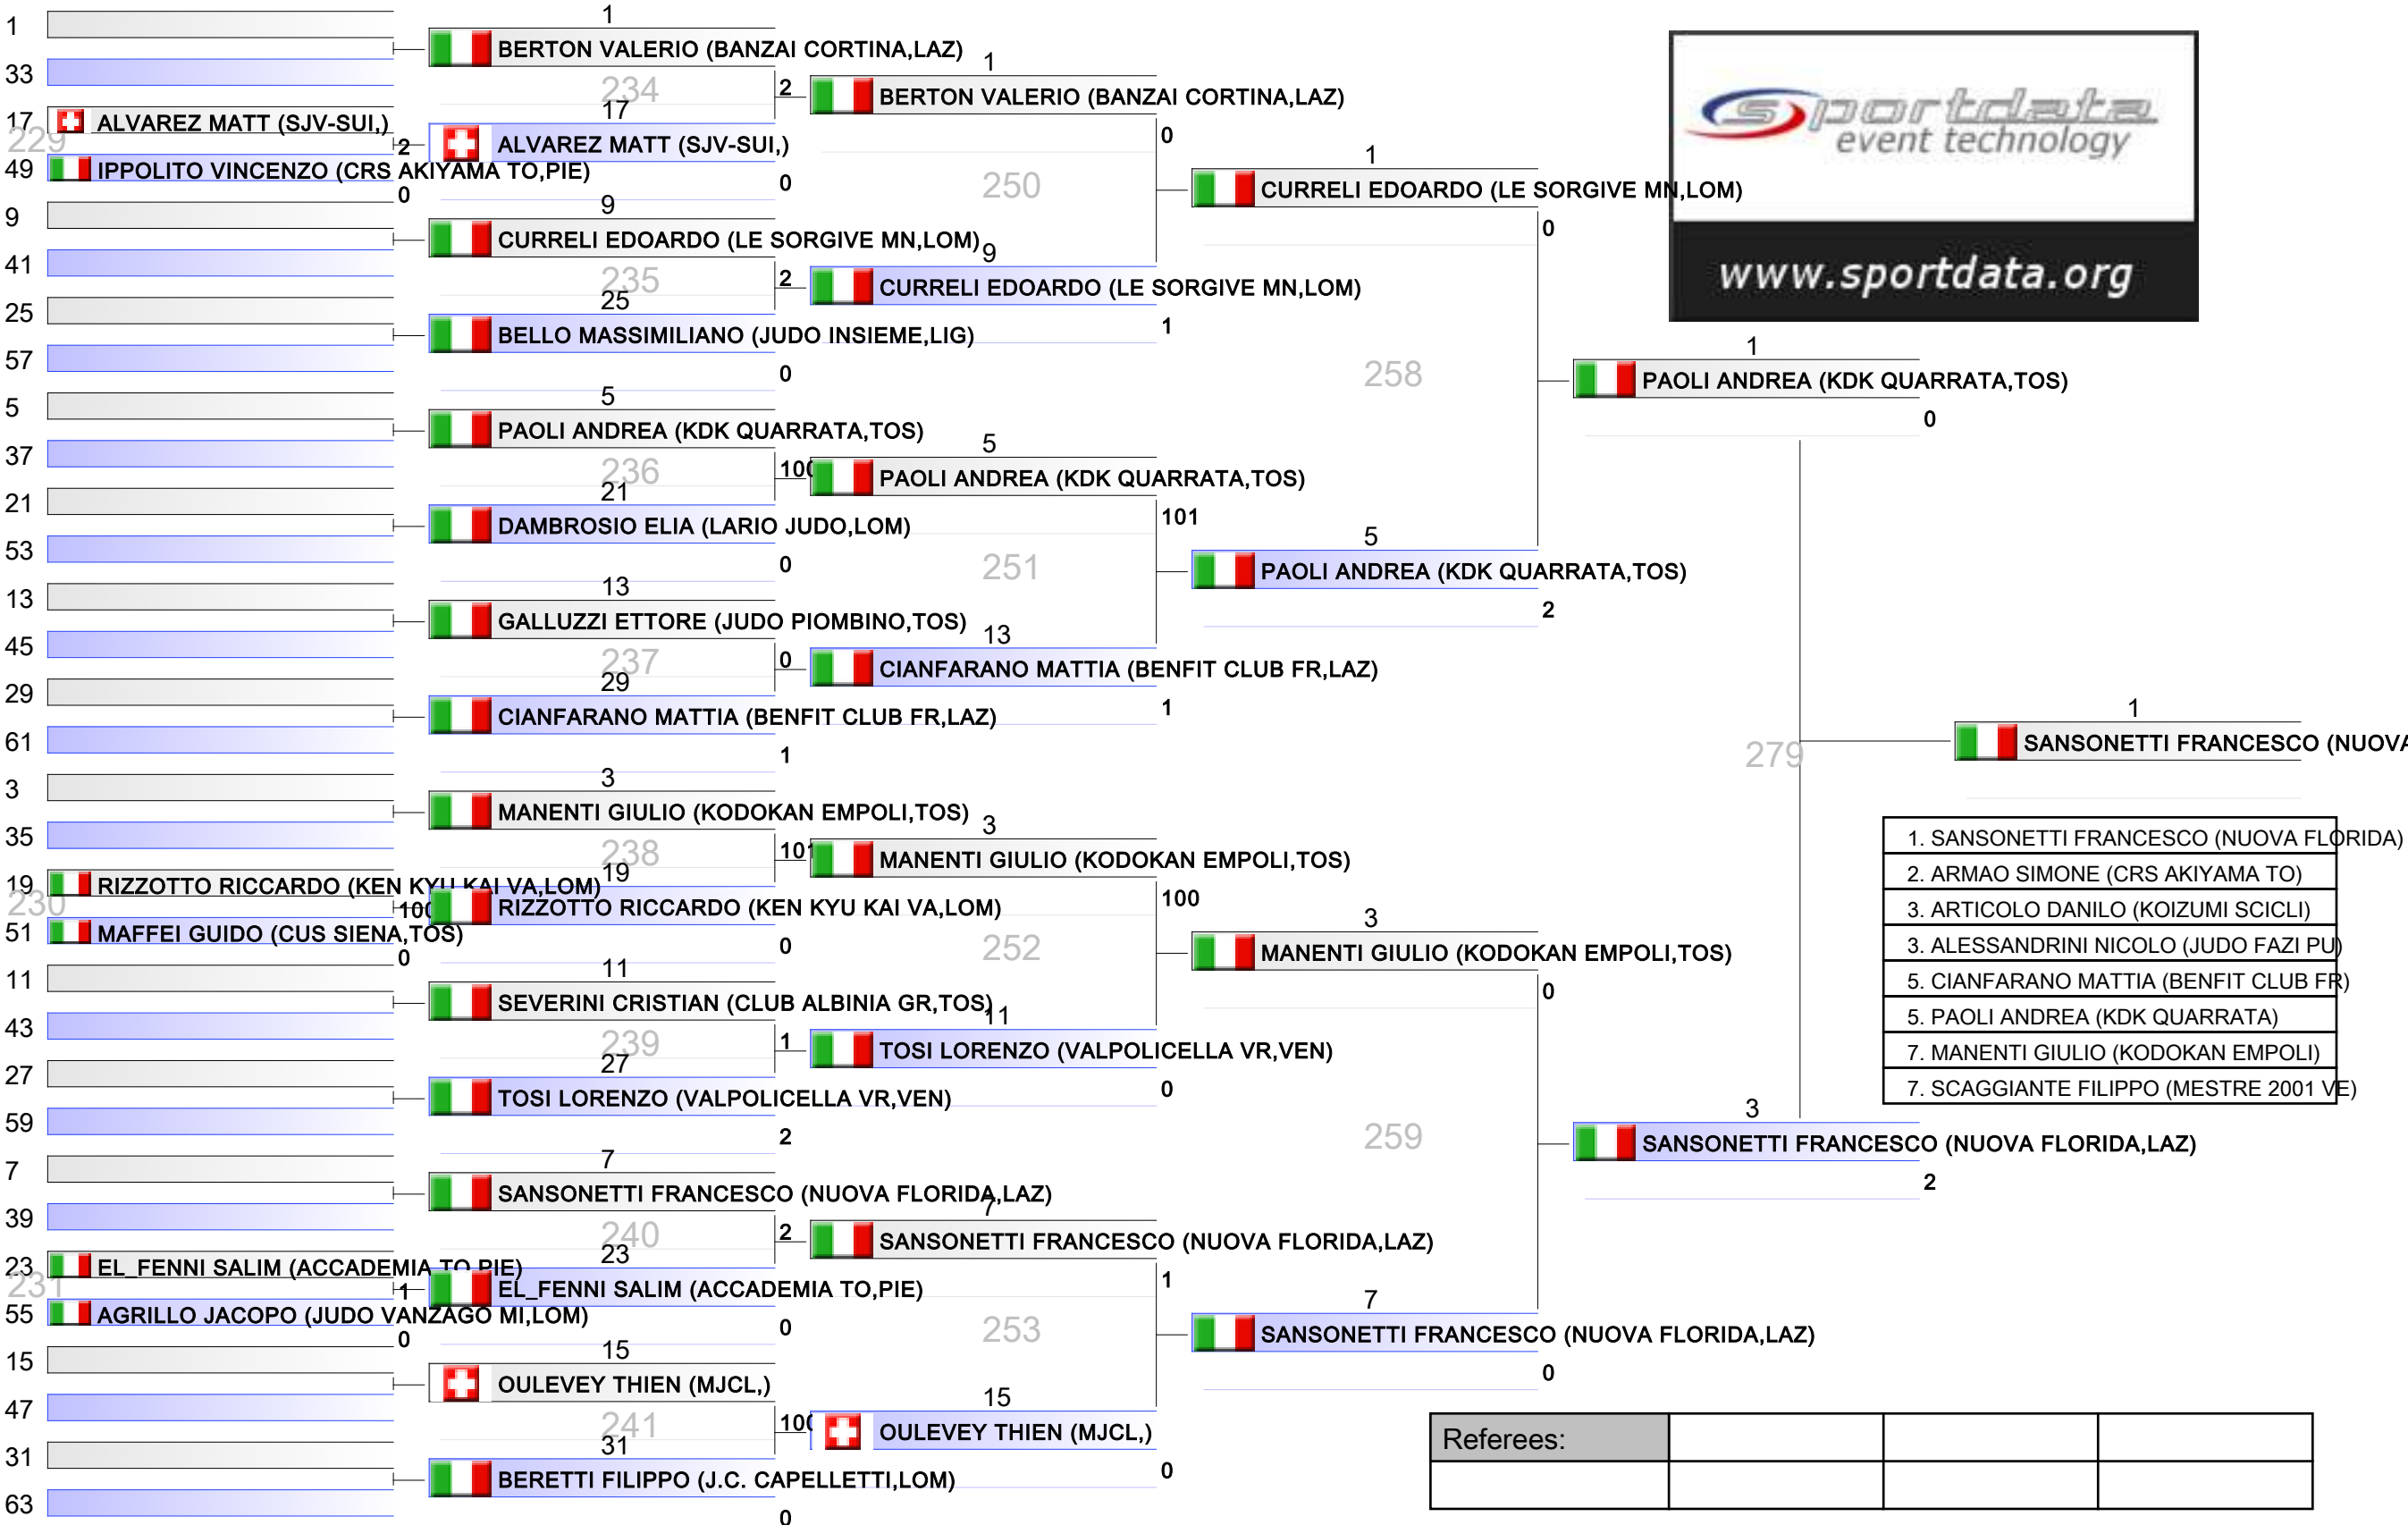 1
33
17 ALVAREZ MATT (SJV-SUI,)
229
2
49 IPPOLITO VINCENZO (CRS AKIYAMA TO,PIE)
0
9
41
25
57
5
37
21
53
13
45
29
61
3
35
19 RIZZOTTO RICCARDO (KEN KYU KAI VA,LOM)
230
100
51 MAFFEI GUIDO (CUS SIENA,TOS)
0
11
43
27
59
7
39
23 EL_FENNI SALIM (ACCADEMIA TO,PIE)
231
1
55 AGRILLO JACOPO (JUDO VANZAGO MI,LOM)
0
15
47
31
63
1
BERTON VALERIO (BANZAI CORTINA,LAZ)
234
2
17
ALVAREZ MATT (SJV-SUI,)
0
9
CURRELI EDOARDO (LE SORGIVE MN,LOM)
235
2
25
BELLO MASSIMILIANO (JUDO INSIEME,LIG)
0
5
PAOLI ANDREA (KDK QUARRATA,TOS)
236
100
21
DAMBROSIO ELIA (LARIO JUDO,LOM)
0
13
GALLUZZI ETTORE (JUDO PIOMBINO,TOS)
237
0
29
CIANFARANO MATTIA (BENFIT CLUB FR,LAZ)
1
3
MANENTI GIULIO (KODOKAN EMPOLI,TOS)
238
101
19
RIZZOTTO RICCARDO (KEN KYU KAI VA,LOM)
0
11
SEVERINI CRISTIAN (CLUB ALBINIA GR,TOS)
239
1
27
TOSI LORENZO (VALPOLICELLA VR,VEN)
2
7
SANSONETTI FRANCESCO (NUOVA FLORIDA,LAZ)
240
2
23
EL_FENNI SALIM (ACCADEMIA TO,PIE)
0
15
OULEVEY THIEN (MJCL,)
241
100
31
BERETTI FILIPPO (J.C. CAPELLETTI,LOM)
0
1
BERTON VALERIO (BANZAI CORTINA,LAZ)
0
250
9
CURRELI EDOARDO (LE SORGIVE MN,LOM)
1
5
PAOLI ANDREA (KDK QUARRATA,TOS)
101
251
13
CIANFARANO MATTIA (BENFIT CLUB FR,LAZ)
1
3
MANENTI GIULIO (KODOKAN EMPOLI,TOS)
100
252
11
TOSI LORENZO (VALPOLICELLA VR,VEN)
0
7
SANSONETTI FRANCESCO (NUOVA FLORIDA,LAZ)
1
253
15
OULEVEY THIEN (MJCL,)
0
1
CURRELI EDOARDO (LE SORGIVE MN,LOM)
0
258
5
PAOLI ANDREA (KDK QUARRATA,TOS)
2
3
MANENTI GIULIO (KODOKAN EMPOLI,TOS)
0
259
7
SANSONETTI FRANCESCO (NUOVA FLORIDA,LAZ)
0
sportdata
event technology
www.sportdata.org
1
PAOLI ANDREA (KDK QUARRATA,TOS)
0
279
3
SANSONETTI FRANCESCO (NUOVA FLORIDA,LAZ)
2
1
SANSONETTI FRANCESCO (NUOVA
1. SANSONETTI FRANCESCO (NUOVA FLORIDA)
2. ARMAO SIMONE (CRS AKIYAMA TO)
3. ARTICOLO DANILO (KOIZUMI SCICLI)
3. ALESSANDRINI NICOLO (JUDO FAZI PU)
5. CIANFARANO MATTIA (BENFIT CLUB FR)
5. PAOLI ANDREA (KDK QUARRATA)
7. MANENTI GIULIO (KODOKAN EMPOLI)
7. SCAGGIANTE FILIPPO (MESTRE 2001 VE)
Referees: